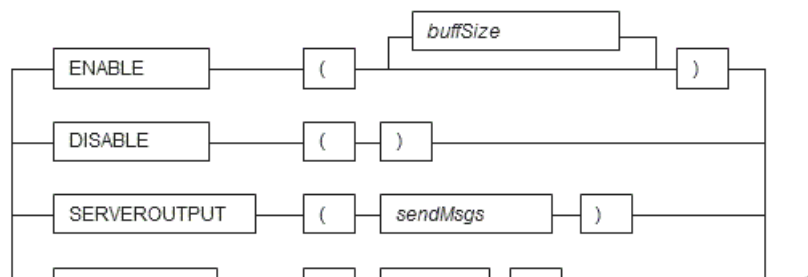 buffSize
ENABLE ( )
DISABLE ( )
SERVEROUTPUT ( sendMsgs )